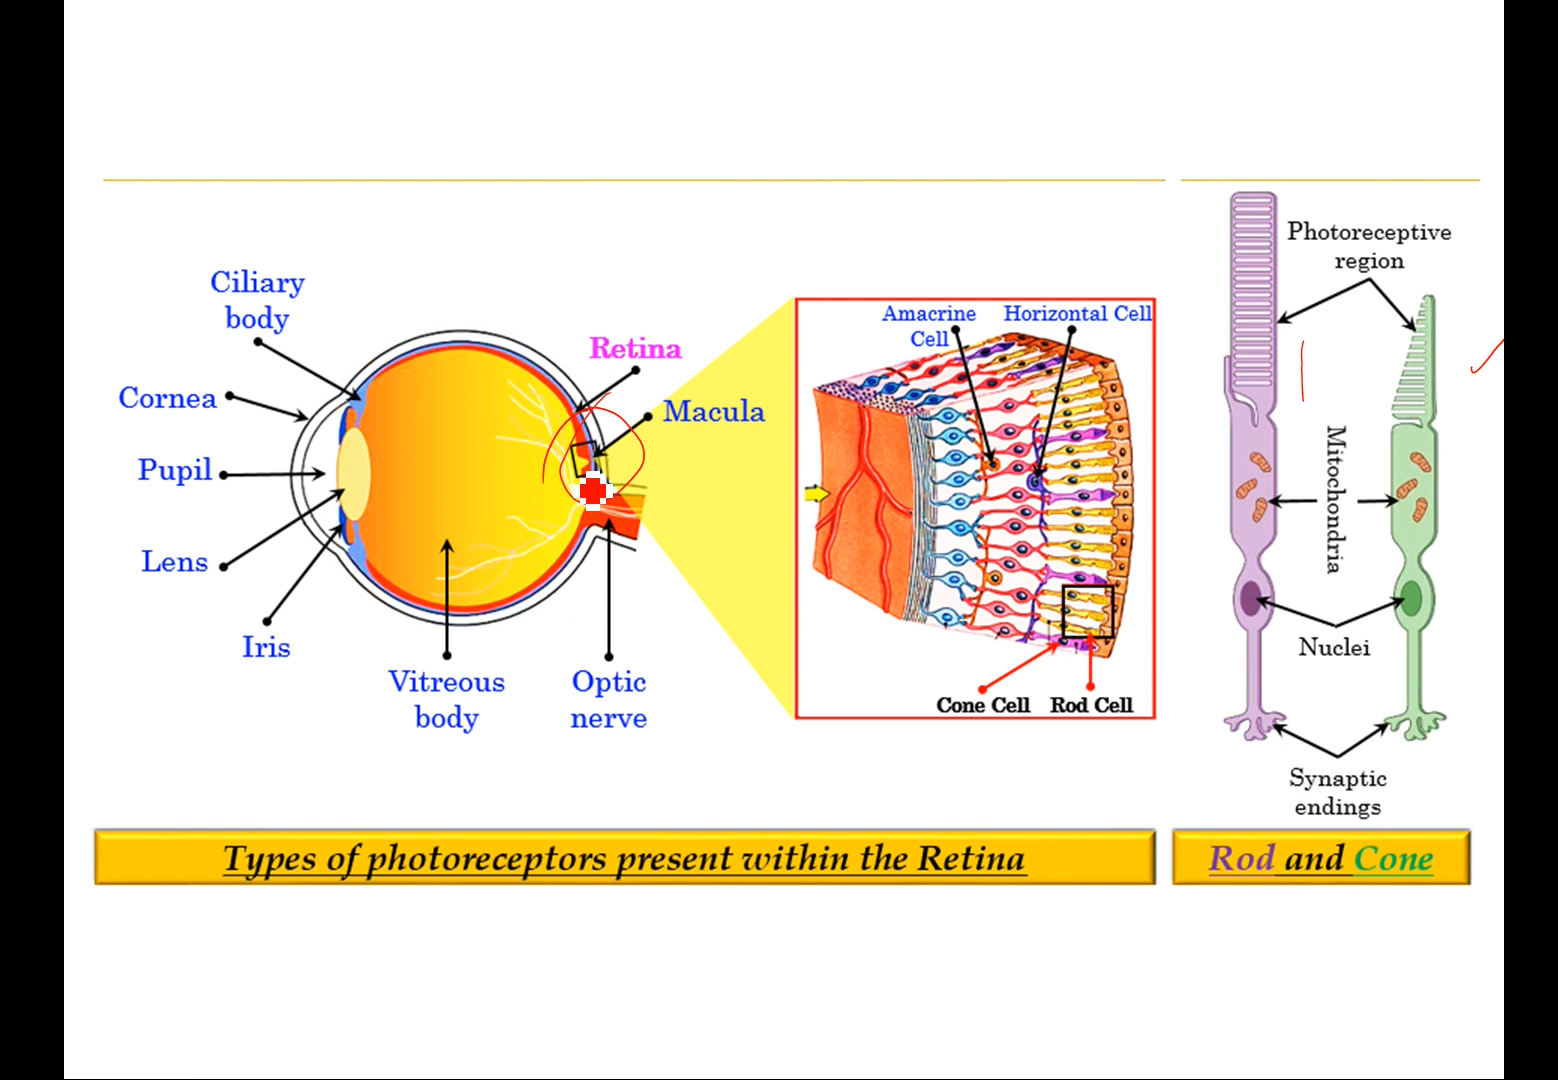 Ciliary
body
Cornea
Pupil
Lens
Iris
Vitreous
body
Optic
nerve
Retina
Macula
Amacrine
Cell
Horizontal Cell
Cone Cell
Rod Cell
Photoreceptive
region
Mitochondria
Nuclei
Synaptic
endings
Types of photoreceptors present within the Retina
Rod and Cone